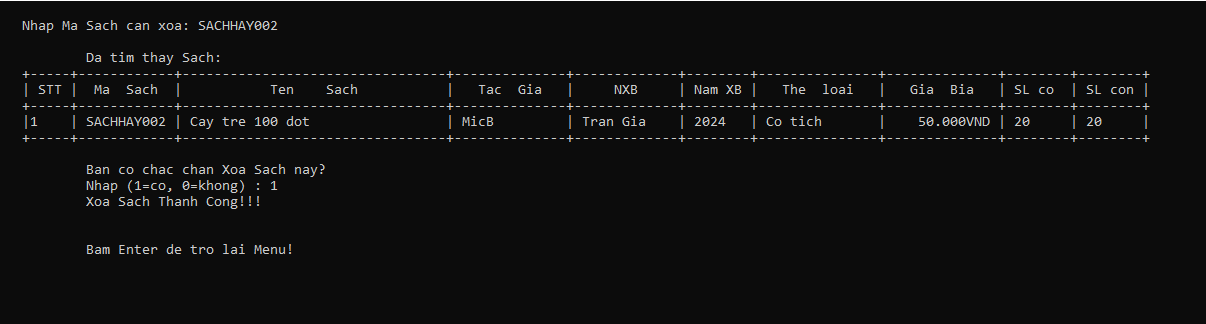 Nhap Ma Sach can xoa: SACHHAY002
Da tim thay Sach:
+-----+------------+---------------------------------+--------------+-------------+--------+---------------+--------------+--------+--------+
| STT |  Ma  Sach  |           Ten    Sach           |   Tac  Gia   |     NXB     | Nam XB |   The  loai   |   Gia  Bia   | SL co  | SL con |
+-----+------------+---------------------------------+--------------+-------------+--------+---------------+--------------+--------+--------+
|1    | SACHHAY002 | Cay tre 100 dot                 | MicB         | Tran Gia    | 2024   | Co tich       |    50.000VND | 20     | 20     |
+-----+------------+---------------------------------+--------------+-------------+--------+---------------+--------------+--------+--------+
Ban co chac chan Xoa Sach nay?
Nhap (1=co, 0=khong) : 1
Xoa Sach Thanh Cong!!!
Bam Enter de tro lai Menu!